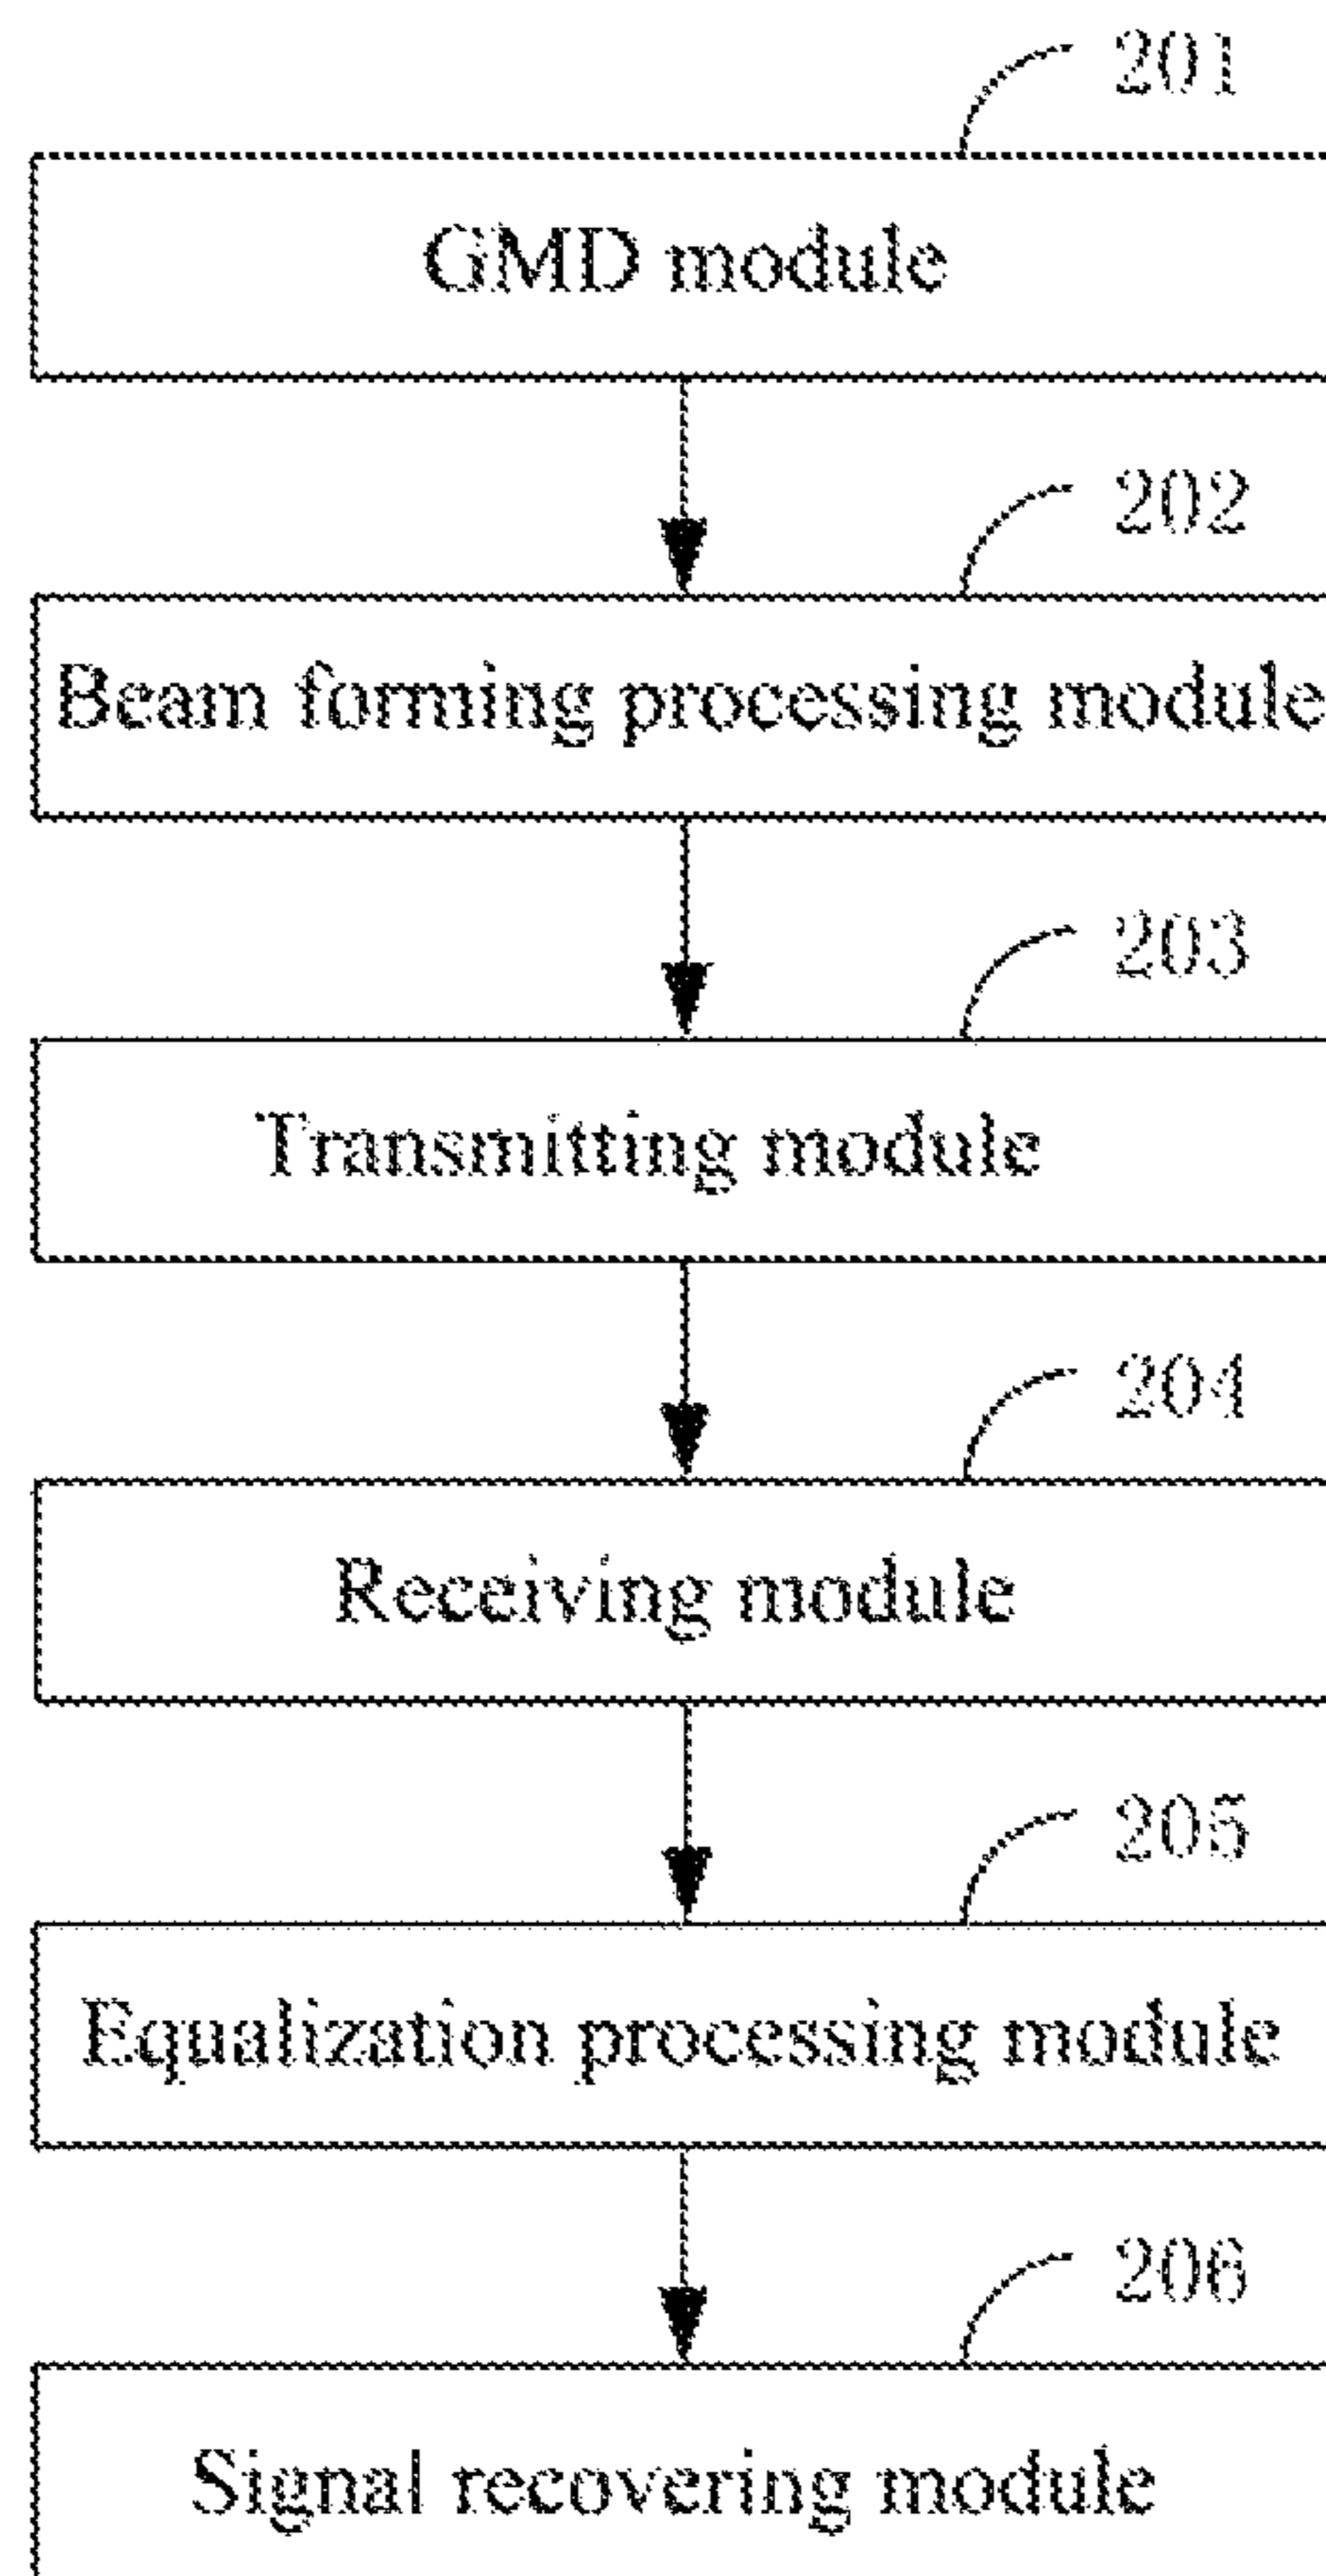 201
GMD module
202
Beam forming processing module
203
Transmitting module
204
Receiving module
205
Equalization processing module
206
Signal recovering module